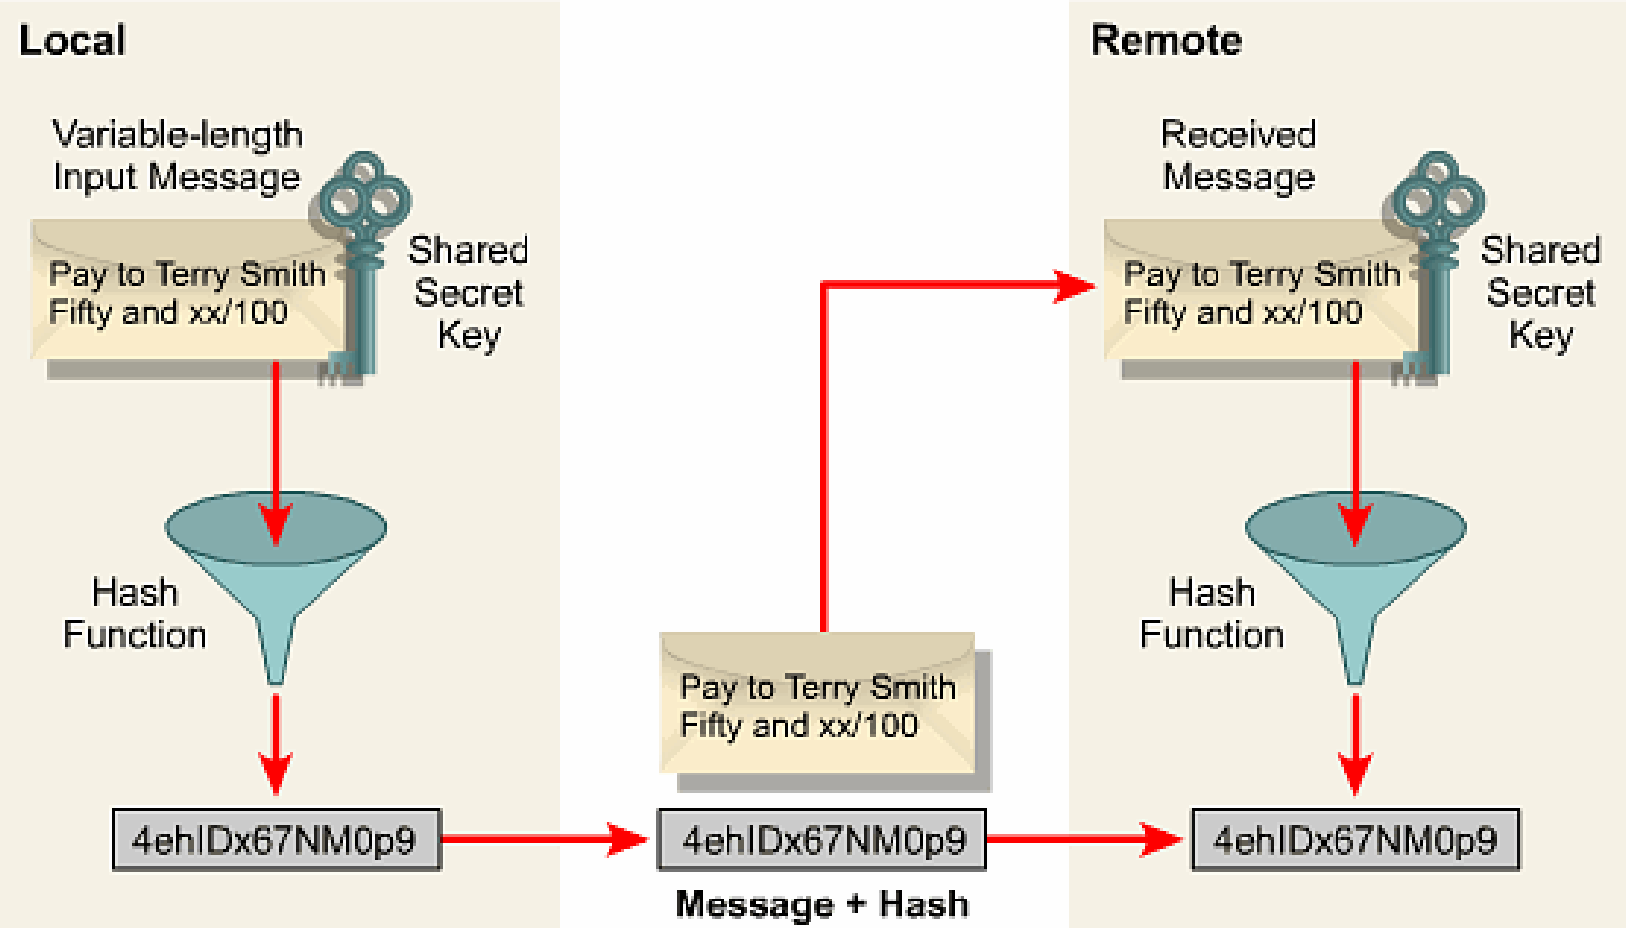 Local
Variable-length
Input Message
Pay to Terry Smith
Fifty and xx/100
Shared
Secret
Key
Hash
Function
4ehIDx67NM0p9
Pay to Terry Smith
Fifty and xx/100
4ehIDx67NM0p9
Message + Hash
Remote
Received
Message
Pay to Terry Smith
Fifty and xx/100
Shared
Secret
Key
Hash
Function
4ehIDx67NM0p9